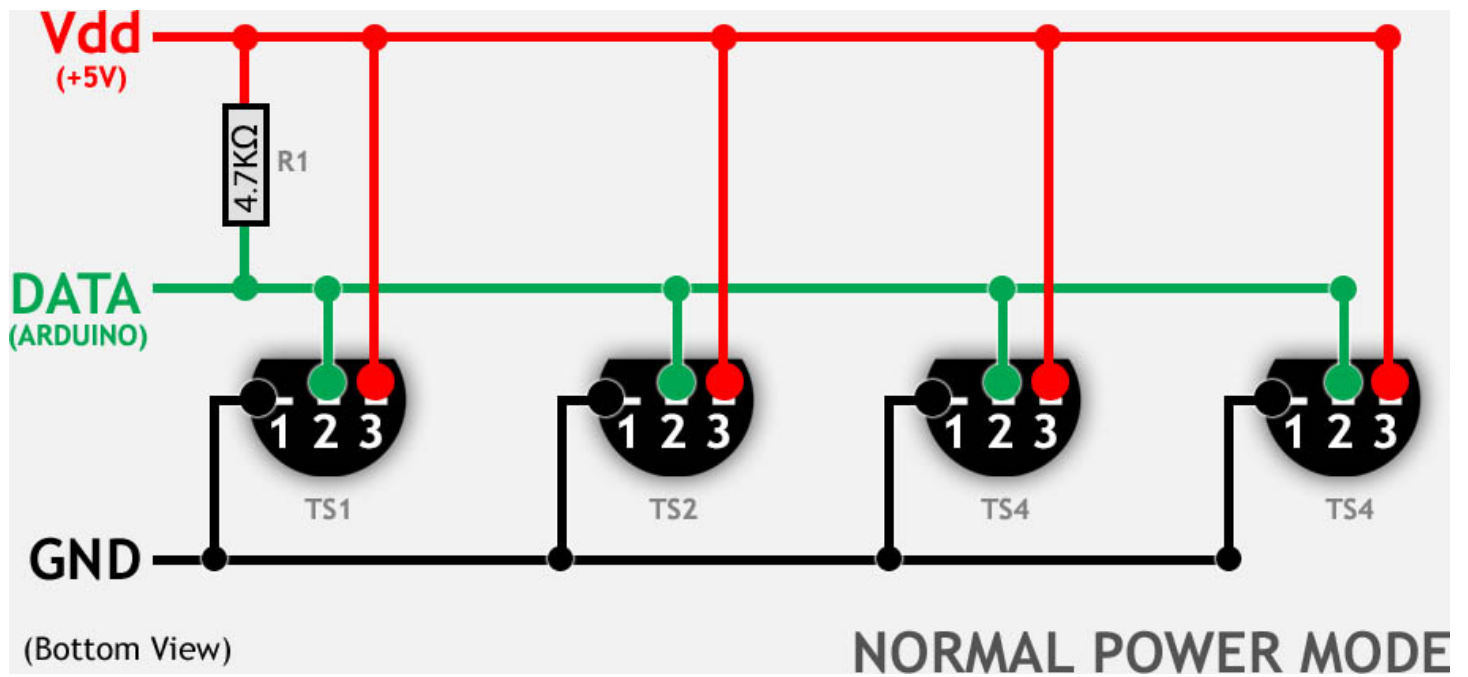 Vdd
(+5V)
4.7KΩ
R1
DATA
(ARDUINO)
1 2 3
1 2 3
1 2 3
1 2 3
TS1
TS2
TS4
TS4
GND
(Bottom View)
NORMAL POWER MODE